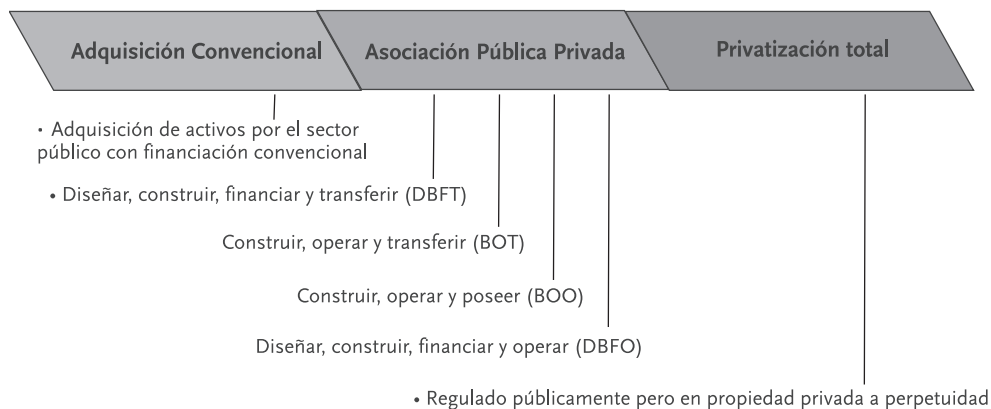 Adquisición Convencional
Asociación Pública Privada
Privatización total
• Adquisición de activos por el sector
público con financiación convencional
• Diseñar, construir, financiar y transferir (DBFT)
Construir, operar y transferir (BOT)
Construir, operar y poseer (BOO)
Diseñar, construir, financiar y operar (DBFO)
• Regulado públicamente pero en propiedad privada a perpetuidad